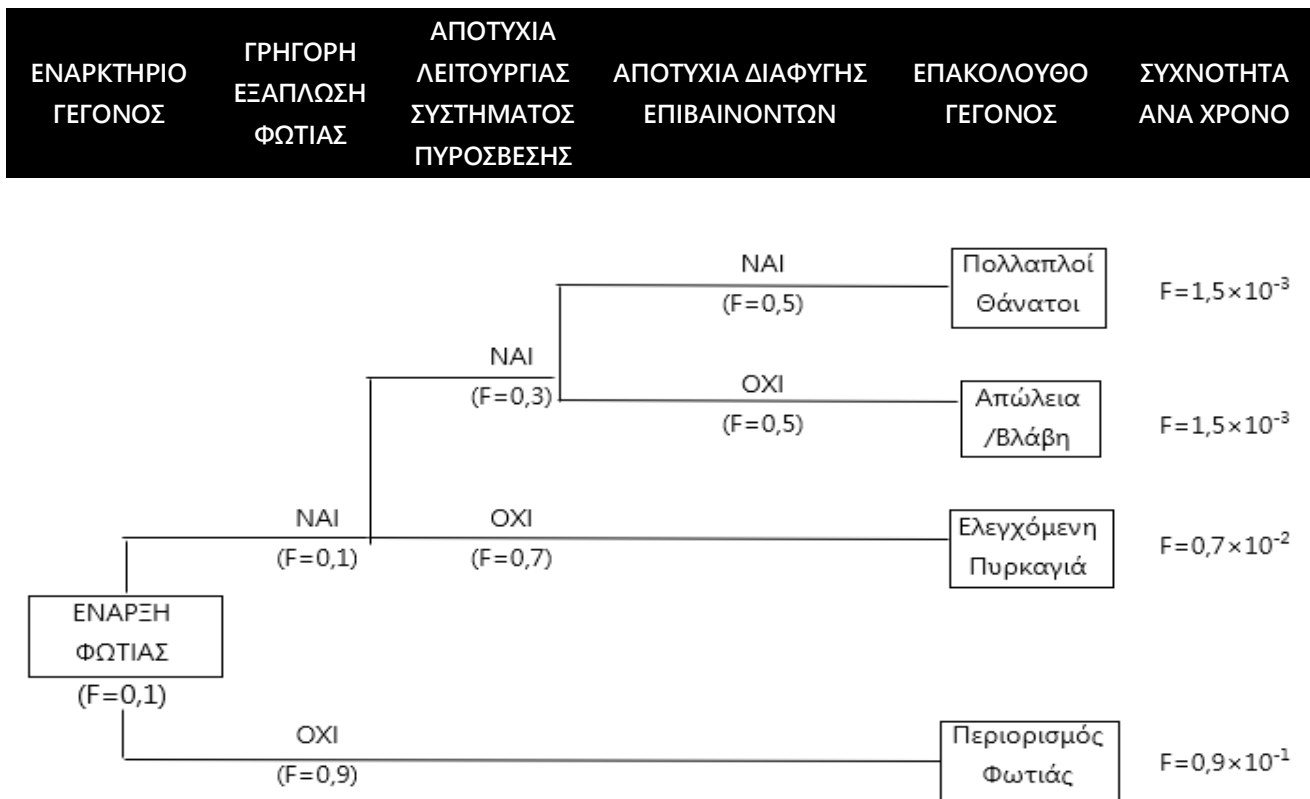 ΕΝΑΡΚΤΗΡΙΟ
ΓΕΓΟΝΟΣ
ΓΡΗΓΟΡΗ
ΕΞΑΠΛΩΣΗ
ΦΩΤΙΑΣ
ΑΠΟΤΥΧΙΑ
ΛΕΙΤΟΥΡΓΙΑΣ
ΣΥΣΤΗΜΑΤΟΣ
ΠΥΡΟΣΒΕΣΗΣ
ΑΠΟΤΥΧΙΑ ΔΙΑΦΥΓΗΣ
ΕΠΙΒΑΙΝΟΝΤΩΝ
ΕΠΑΚΟΛΟΥΘΟ
ΓΕΓΟΝΟΣ
ΣΥΧΝΟΤΗΤΑ
ΑΝΑ ΧΡΟΝΟ
ΝΑΙ
(F=0,5)
Πολλαπλοί
Θάνατοι
F=1,5×10⁻³
ΝΑΙ
(F=0,3)
ΟΧΙ
(F=0,5)
Απώλεια
/Βλάβη
F=1,5×10⁻³
ΝΑΙ
(F=0,1)
ΟΧΙ
(F=0,7)
Ελεγχόμενη
Πυρκαγιά
F=0,7×10⁻²
ΕΝΑΡΞΗ
ΦΩΤΙΑΣ
(F=0,1)
ΟΧΙ
(F=0,9)
Περιορισμός
Φωτιάς
F=0,9×10⁻¹